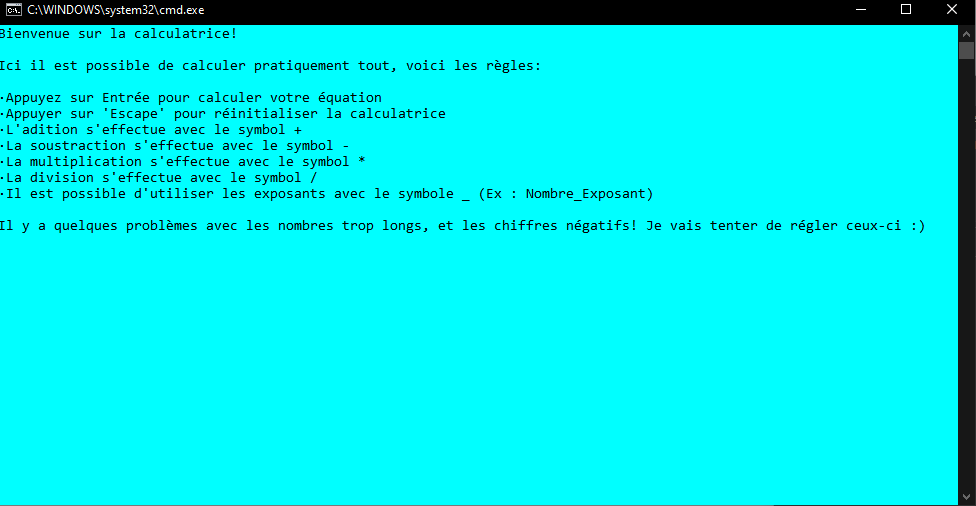 C:\WINDOWS\system32\cmd.exe
Bienvenue sur la calculatrice!
Ici il est possible de calculer pratiquement tout, voici les règles:
·Appuyez sur Entrée pour calculer votre équation
·Appuyer sur 'Escape' pour réinitialiser la calculatrice
·L'adition s'effectue avec le symbol +
·La soustraction s'effectue avec le symbol -
·La multiplication s'effectue avec le symbol *
·La division s'effectue avec le symbol /
·Il est possible d'utiliser les exposants avec le symbole _ (Ex : Nombre_Exposant)
Il y a quelques problèmes avec les nombres trop longs, et les chiffres négatifs! Je vais tenter de régler ceux-ci :)